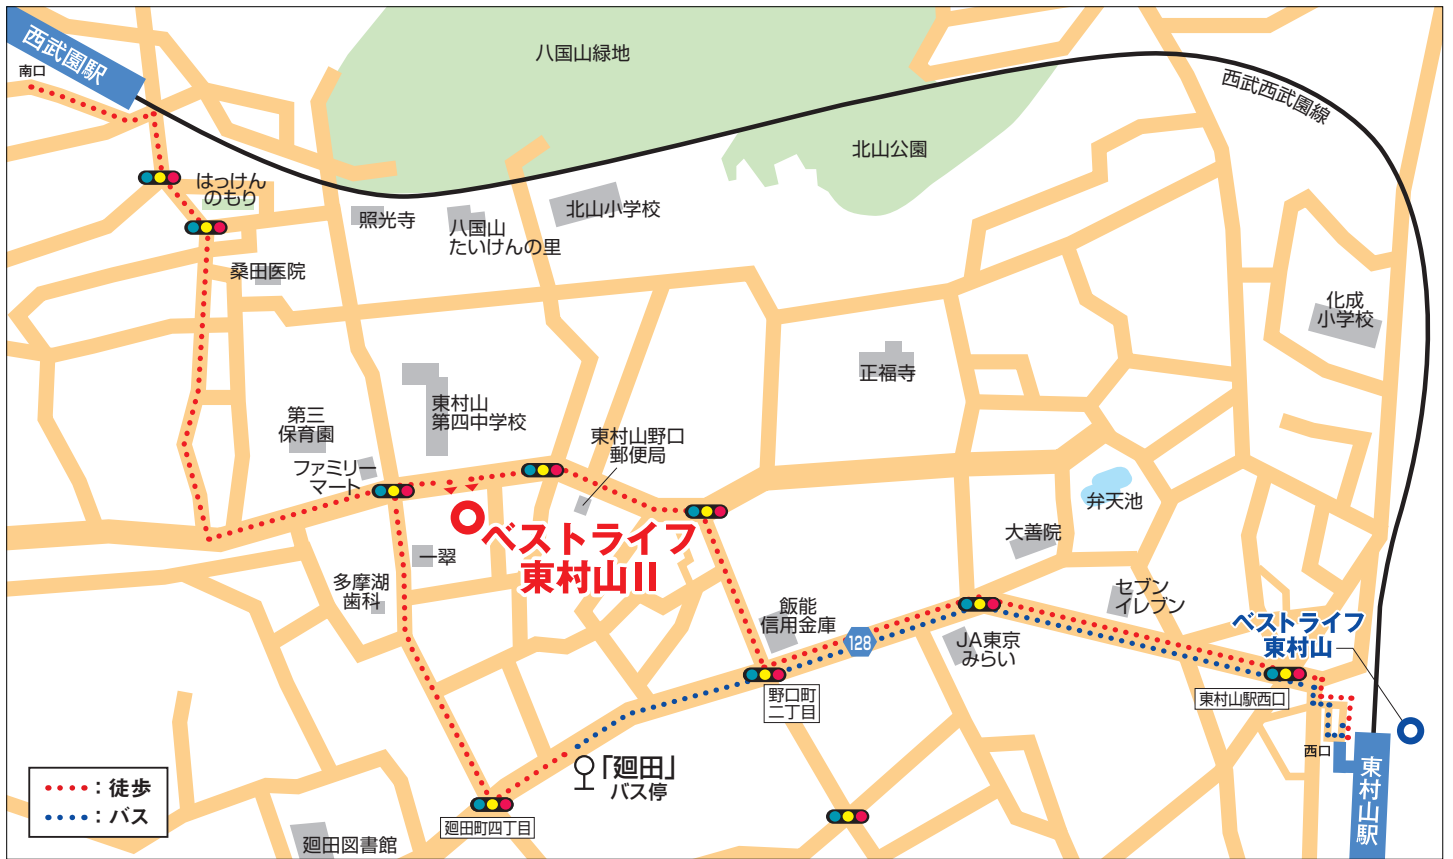 西武園駅
南口
八国山緑地
西武西武園線
北山公園
はっけん
のもり
照光寺
八国山
たいけんの里
北山小学校
桑田医院
化成
小学校
正福寺
東村山
第四中学校
第三
保育園
東村山野口
郵便局
ファミリー
マート
弁天池
大善院
ベストライフ
東村山II
一翠
多摩湖
歯科
セブン
イレブン
飯能
信用金庫
128
JA東京
みらい
ベストライフ
東村山
野口町
二丁目
東村山駅西口
西口
東村山駅
「廻田」
バス停
廻田町四丁目
廻田図書館
:徒歩
:バス